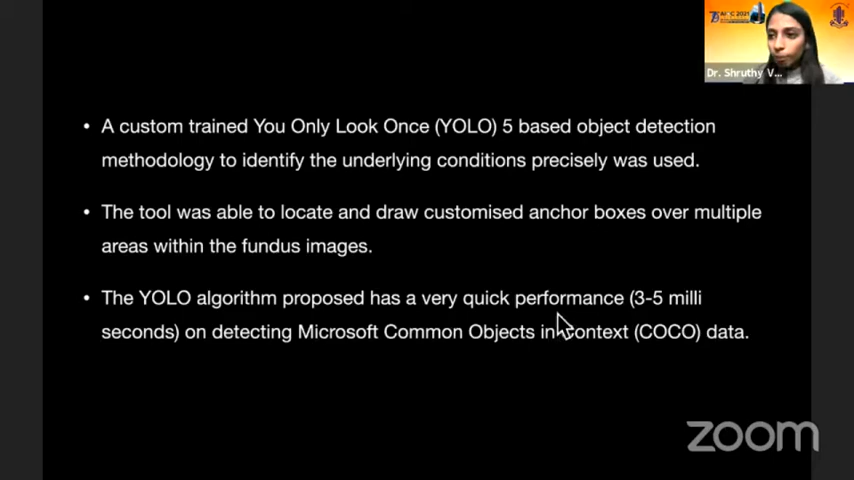 AIOC 2021
Dr. Shruthy V...
• A custom trained You Only Look Once (YOLO) 5 based object detection
methodology to identify the underlying conditions precisely was used.
• The tool was able to locate and draw customised anchor boxes over multiple
areas within the fundus images.
• The YOLO algorithm proposed has a very quick performance (3-5 milli
seconds) on detecting Microsoft Common Objects in context (COCO) data.
zoom